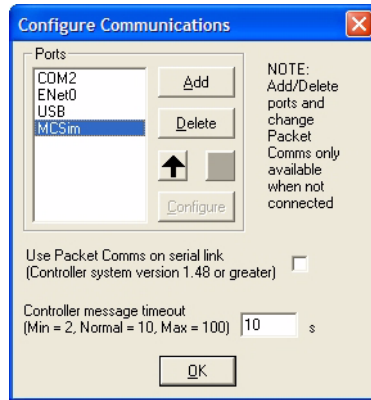 Configure Communications
Ports
COM2
ENet0
USB
MCSim
Add
Delete
Configure
NOTE:
Add/Delete
ports and
change
Packet
Comms only
available
when not
connected
Use Packet Comms on serial link
(Controller system version 1.48 or greater)
Controller message timeout
(Min = 2, Normal = 10, Max = 100) 10 s
OK